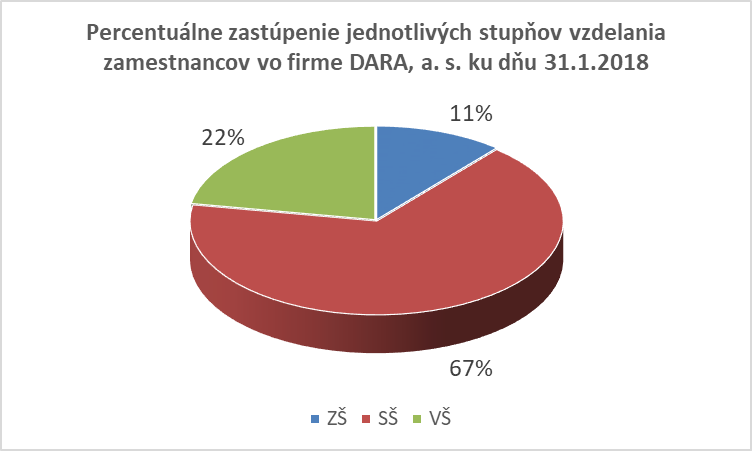 Percentuálne zastúpenie jednotlivých stupňov vzdelania
zamestnancov vo firme DARA, a. s. ku dňu 31.1.2018
11%
22%
67%
ZŠ SŠ VŠ